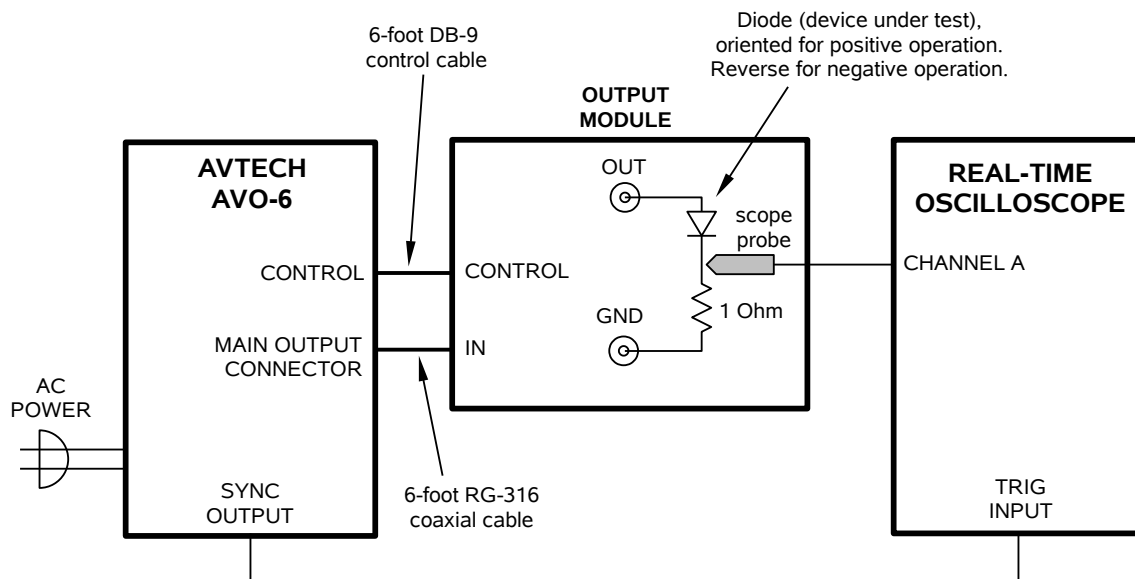 6-foot DB-9
control cable
Diode (device under test),
oriented for positive operation.
Reverse for negative operation.
OUTPUT
MODULE
AVTECH
AVO-6
OUT
scope
probe
REAL-TIME
OSCILLOSCOPE
CONTROL
CONTROL
CHANNEL A
GND
1 Ohm
MAIN OUTPUT
CONNECTOR
IN
AC
POWER
SYNC
OUTPUT
6-foot RG-316
coaxial cable
TRIG
INPUT